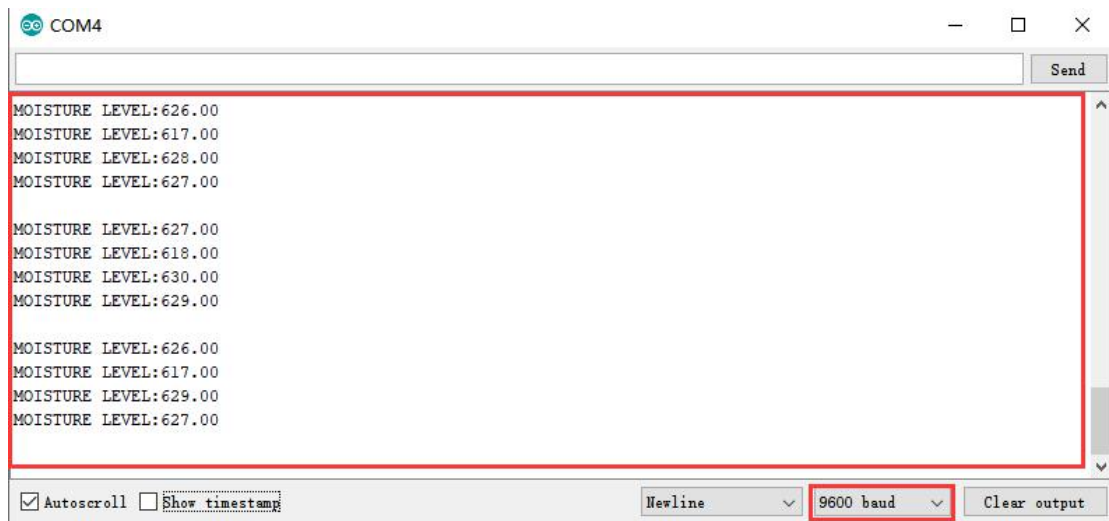 COM4
Send
MOISTURE LEVEL:626.00
MOISTURE LEVEL:617.00
MOISTURE LEVEL:628.00
MOISTURE LEVEL:627.00
MOISTURE LEVEL:627.00
MOISTURE LEVEL:618.00
MOISTURE LEVEL:630.00
MOISTURE LEVEL:629.00
MOISTURE LEVEL:626.00
MOISTURE LEVEL:617.00
MOISTURE LEVEL:629.00
MOISTURE LEVEL:627.00
Autoscroll Show timestamp Newline 9600 baud Clear output